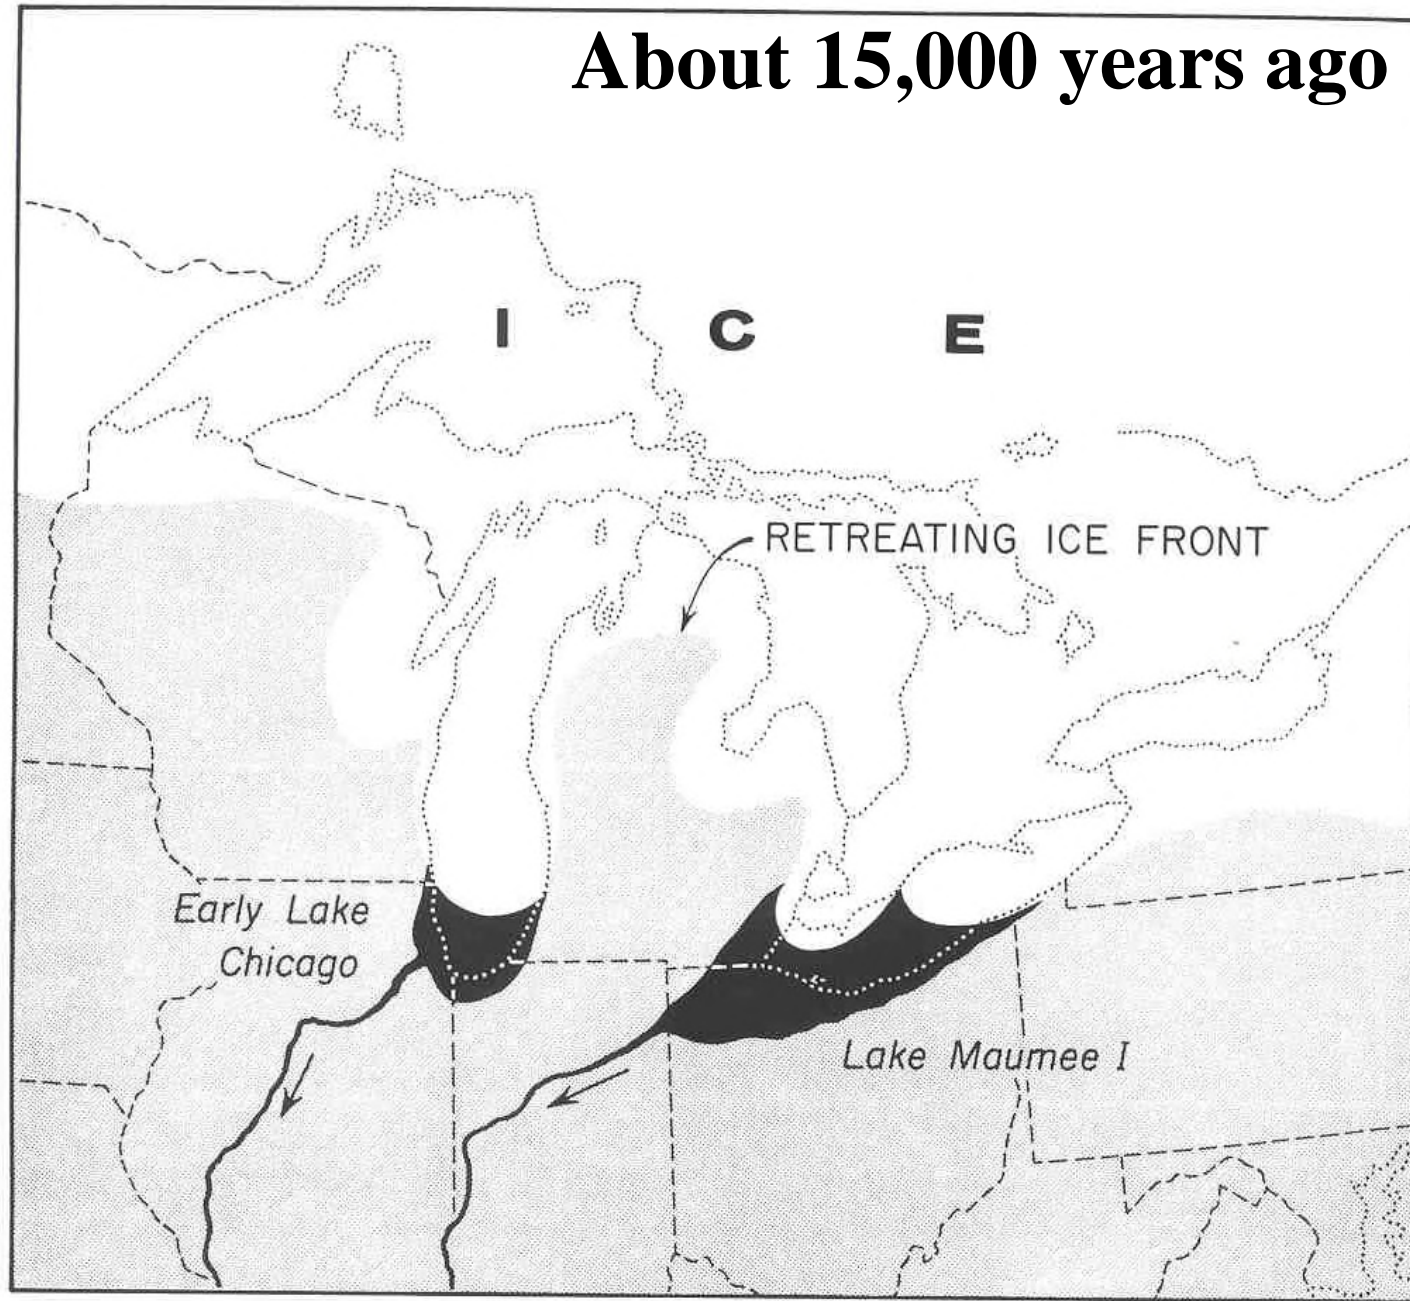 About 15,000 years ago
I C E
RETREATING ICE FRONT
Early Lake
Chicago
Lake Maumee I